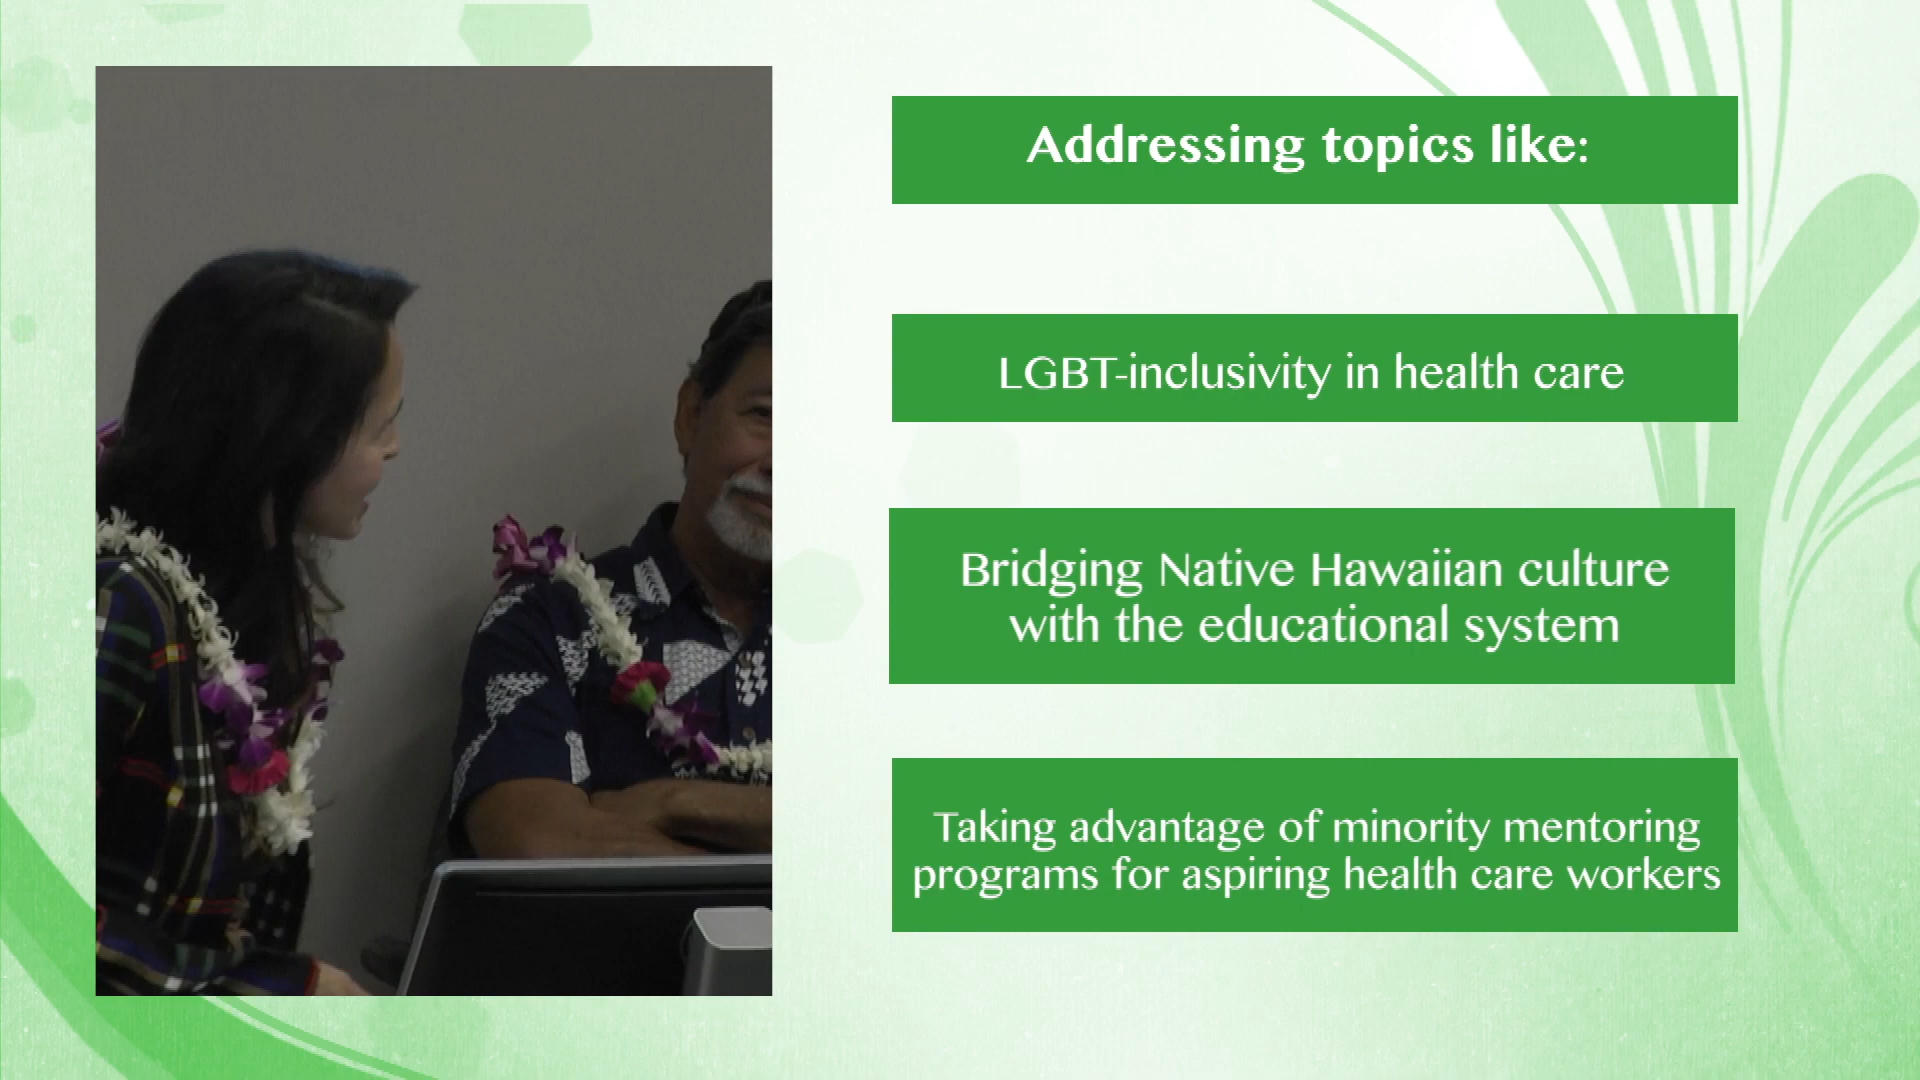 Addressing topics like:
LGBT-inclusivity in health care
Bridging Native Hawaiian culture
with the educational system
Taking advantage of minority mentoring
programs for aspiring health care workers